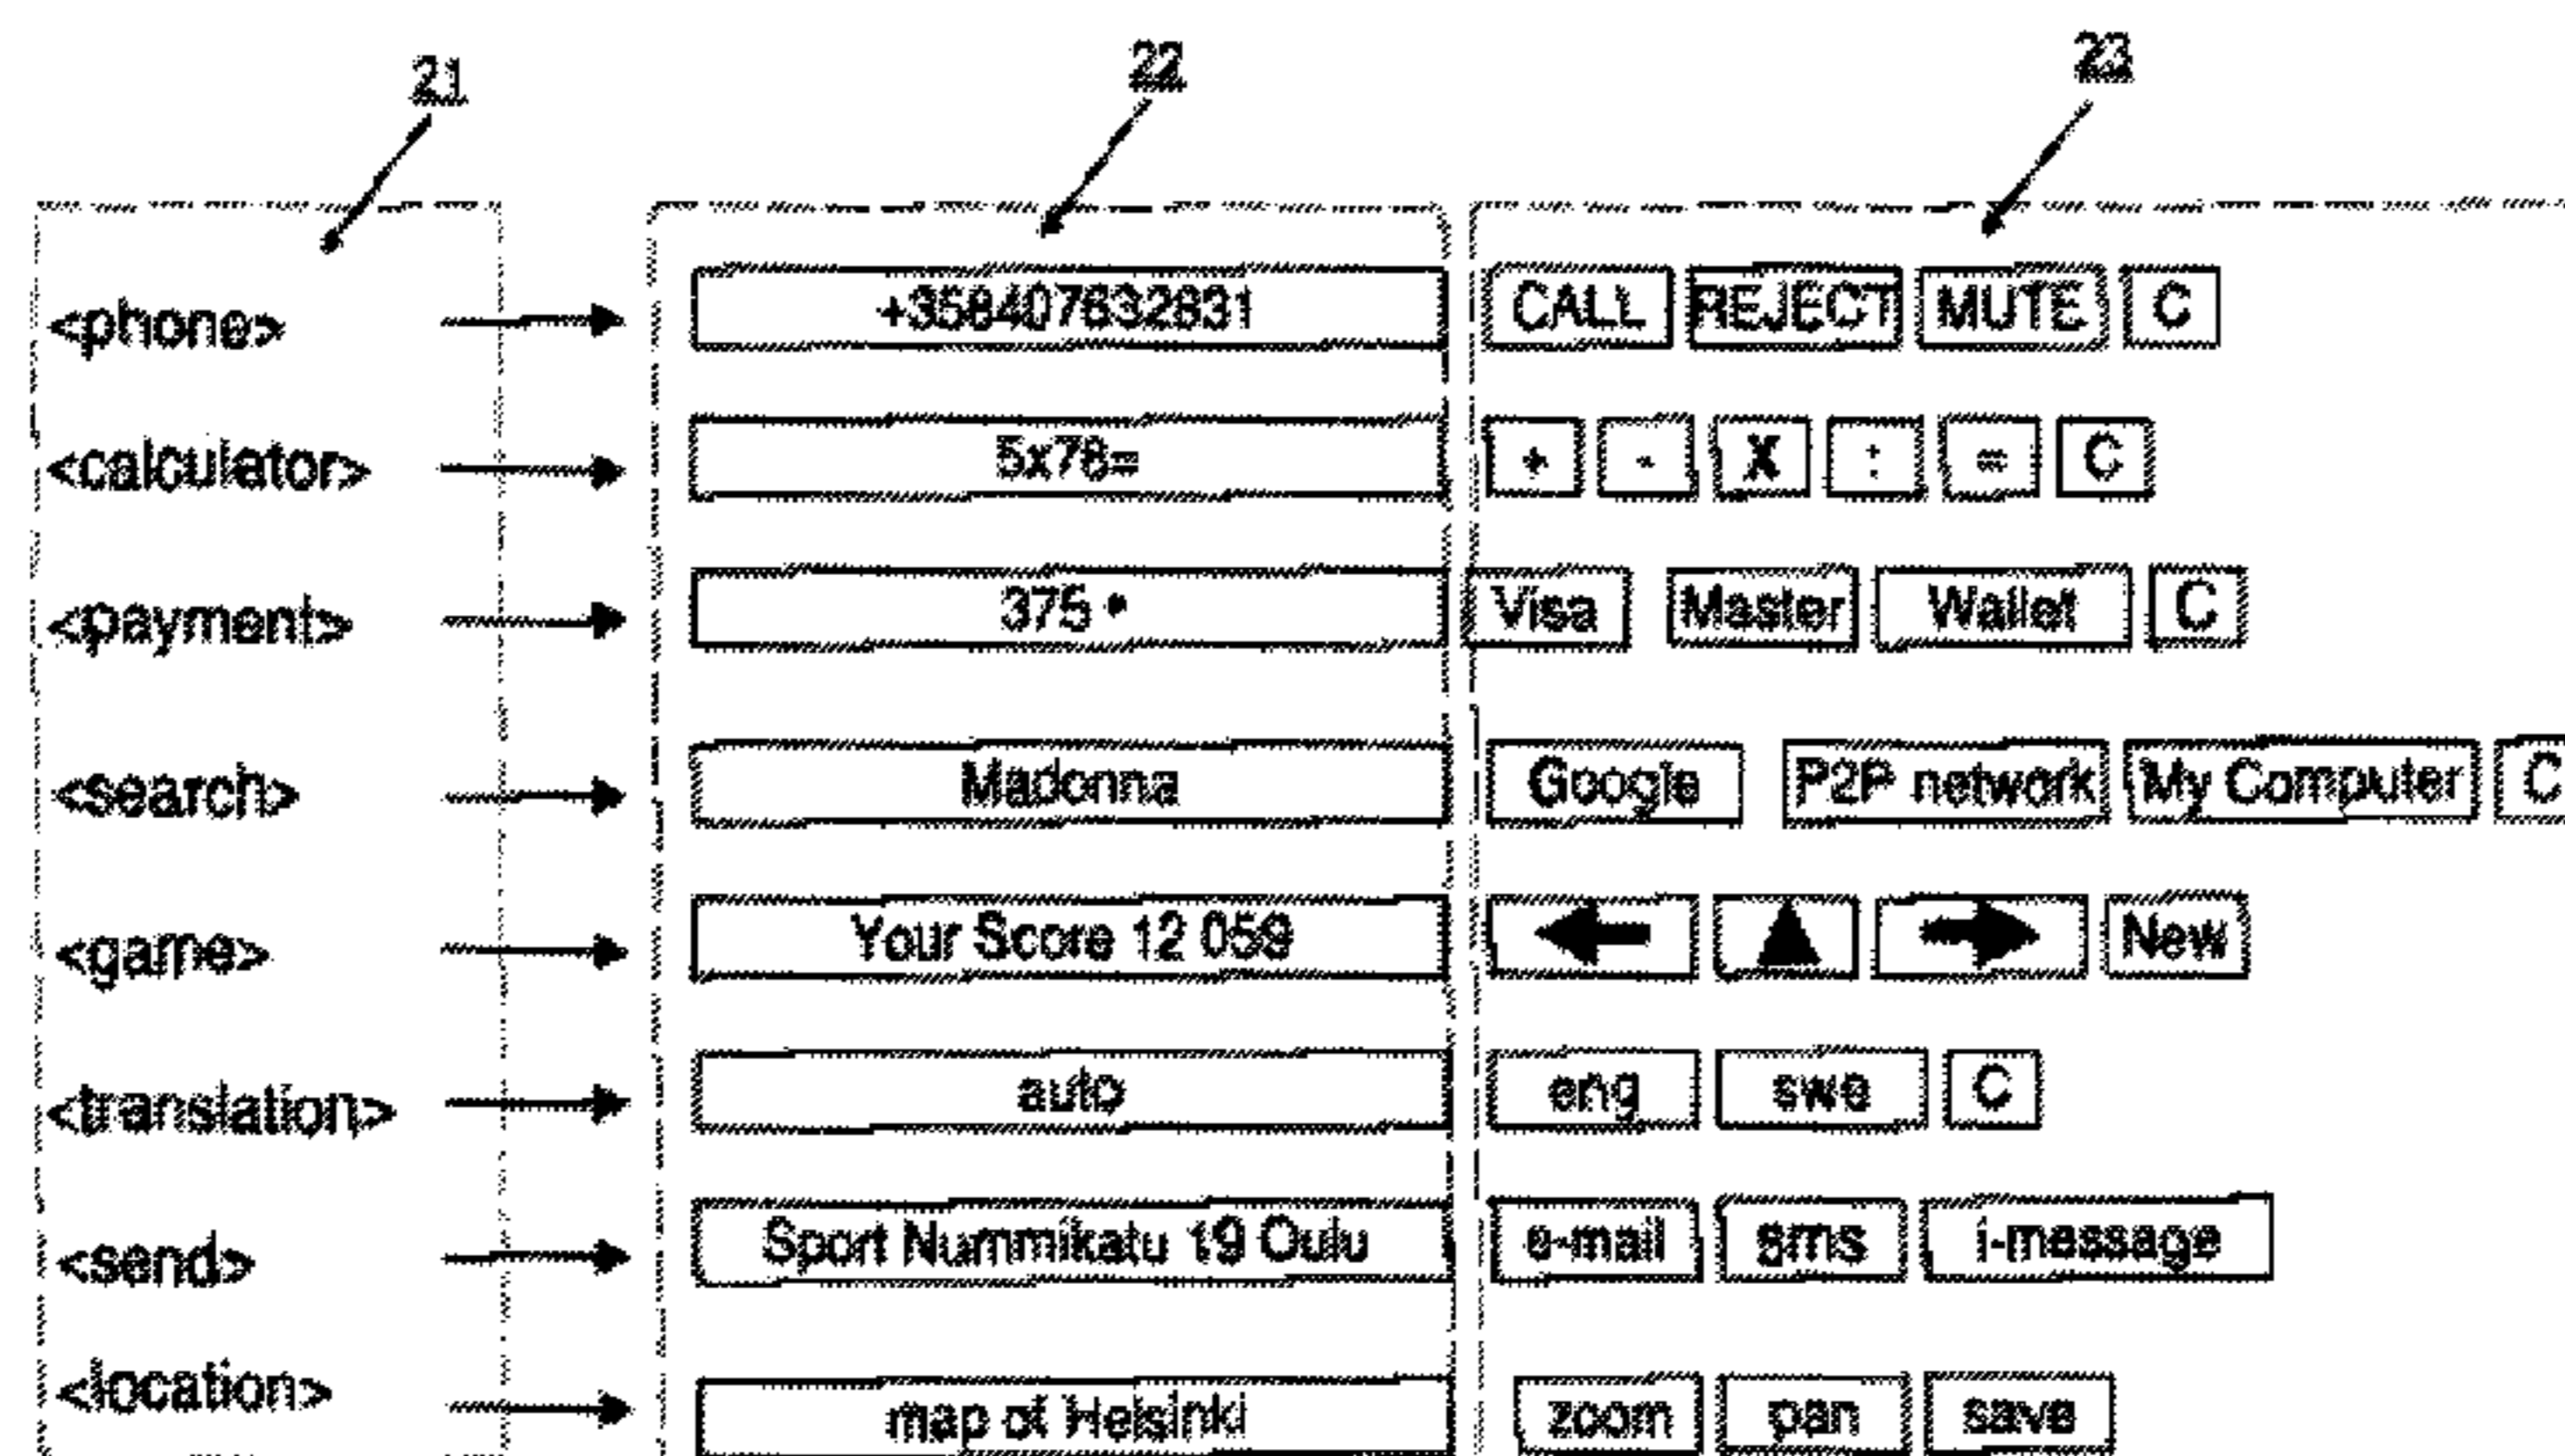 21 22 23
<phone> +358407632831 CALL REJECT MUTE C
<calculator> 5x78= + - X : = C
<payment> 375 Visa Master Wallet C
<search> Madonna Google P2P network My Computer C
<game> Your Score 12 059 New
<translation> auto eng swe C
<send> Sport Nummikatu 19 Oulu e-mail sms i-message
<location> map of Helsinki zoom pan save